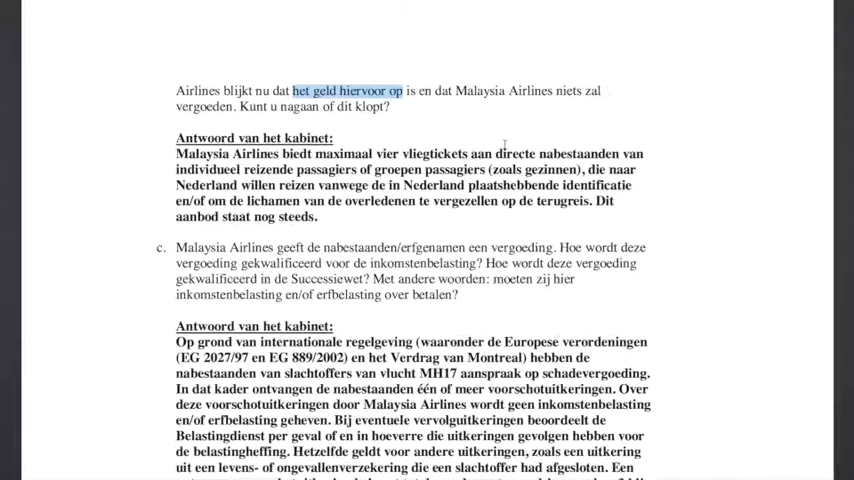 Airlines blijkt nu dat het geld hiervoor op is en dat Malaysia Airlines niets zal
vergoeden. Kunt u nagaan of dit klopt?
Antwoord van het kabinet:
Malaysia Airlines biedt maximaal vier vliegtickets aan directe nabestaanden van
individueel reizende passagiers of groepen passagiers (zoals gezinnen), die naar
Nederland willen reizen vanwege de in Nederland plaatshebbende identificatie
en/of om de lichamen van de overledenen te vergezellen op de terugreis. Dit
aanbod staat nog steeds.
c. Malaysia Airlines geeft de nabestaanden/erfgenamen een vergoeding. Hoe wordt deze
vergoeding gekwalificeerd voor de inkomstenbelasting? Hoe wordt deze vergoeding
gekwalificeerd in de Successiewet? Met andere woorden: moeten zij hier
inkomstenbelasting en/of erfbelasting over betalen?
Antwoord van het kabinet:
Op grond van internationale regelgeving (waaronder de Europese verordeningen
(EG 2027/97 en EG 889/2002) en het Verdrag van Montreal) hebben de
nabestaanden van slachtoffers van vlucht MH17 aanspraak op schadevergoeding.
In dat kader ontvangen de nabestaanden één of meer voorschotuitkeringen. Over
deze voorschotuitkeringen door Malaysia Airlines wordt geen inkomstenbelasting
en/of erfbelasting geheven. Bij eventuele vervolguitkeringen beoordeelt de
Belastingdienst per geval of en in hoeverre die uitkeringen gevolgen hebben voor
de belastingheffing. Hetzelfde geldt voor andere uitkeringen, zoals een uitkering
uit een levens- of ongevallenverzekering die een slachtoffer had afgesloten. Een